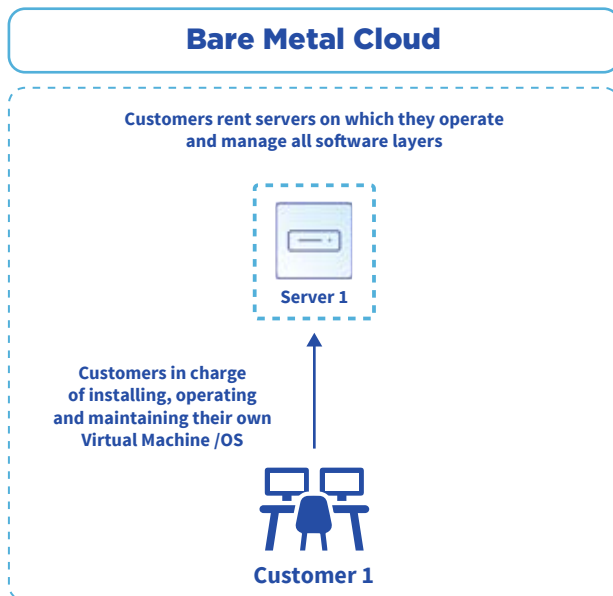 Bare Metal Cloud
Customers rent servers on which they operate
and manage all software layers
Server 1
Customers in charge
of installing, operating
and maintaining their own
Virtual Machine /OS
Customer 1